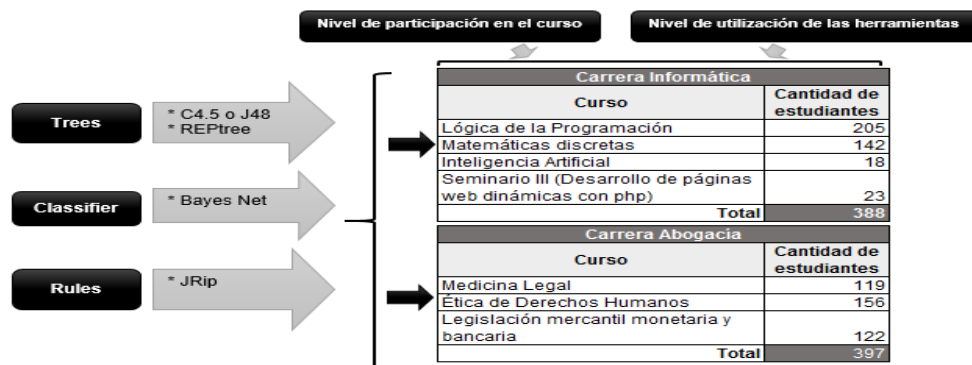 Nivel de participación en el curso
Nivel de utilización de las herramientas
Trees
* C4.5 o J48
* REPtree
Classifier
* Bayes Net
Rules
* JRip
Carrera Informática
Curso
Cantidad de
estudiantes
Lógica de la Programación 205
Matemáticas discretas 142
Inteligencia Artificial 18
Seminario III (Desarrollo de páginas
web dinámicas con php) 23
Total 388
Carrera Abogacía
Curso
Cantidad de
estudiantes
Medicina Legal 119
Ética de Derechos Humanos 156
Legislación mercantil monetaria y
bancaria 122
Total 397